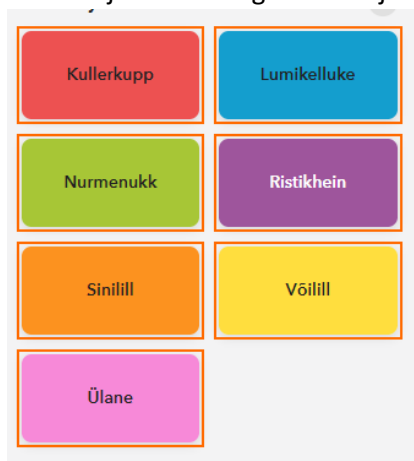 Kullerkupp
Lumikelluke
Nurmenukk
Ristikhein
Sinilill
Võilill
Ülane